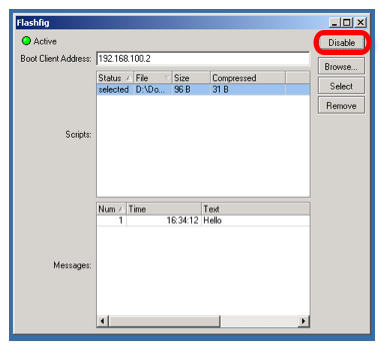 Flashfig
Active
Disable
Boot Client Address: 192.168.100.2
Browse...
Status File Size Compressed
selected D:\Do... 96 B 31 B
Select
Remove
Scripts:
Num Time Text
1 16:34:12 Hello
Messages: